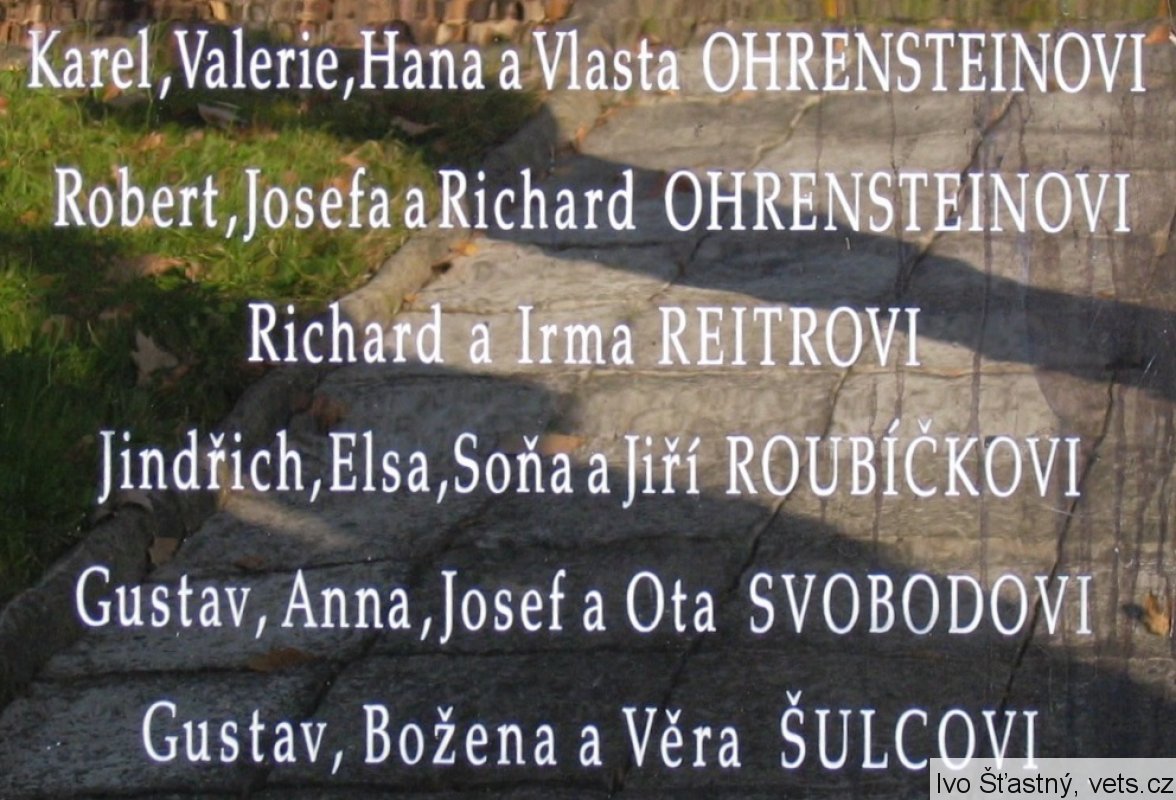 Karel,Valerie,Hana a Vlasta OHRENSTEINOVI
Robert,Josefa a Richard OHRENSTEINOVI
Richard a Irma REITROVI
Jindřich,Elsa,Soňa a Jiří ROUBÍČKOVI
Gustav, Anna,Josef a Ota SVOBODOVI
Gustav, Božena a Věra ŠULCOVI
Ivo Šťastný, vets.cz